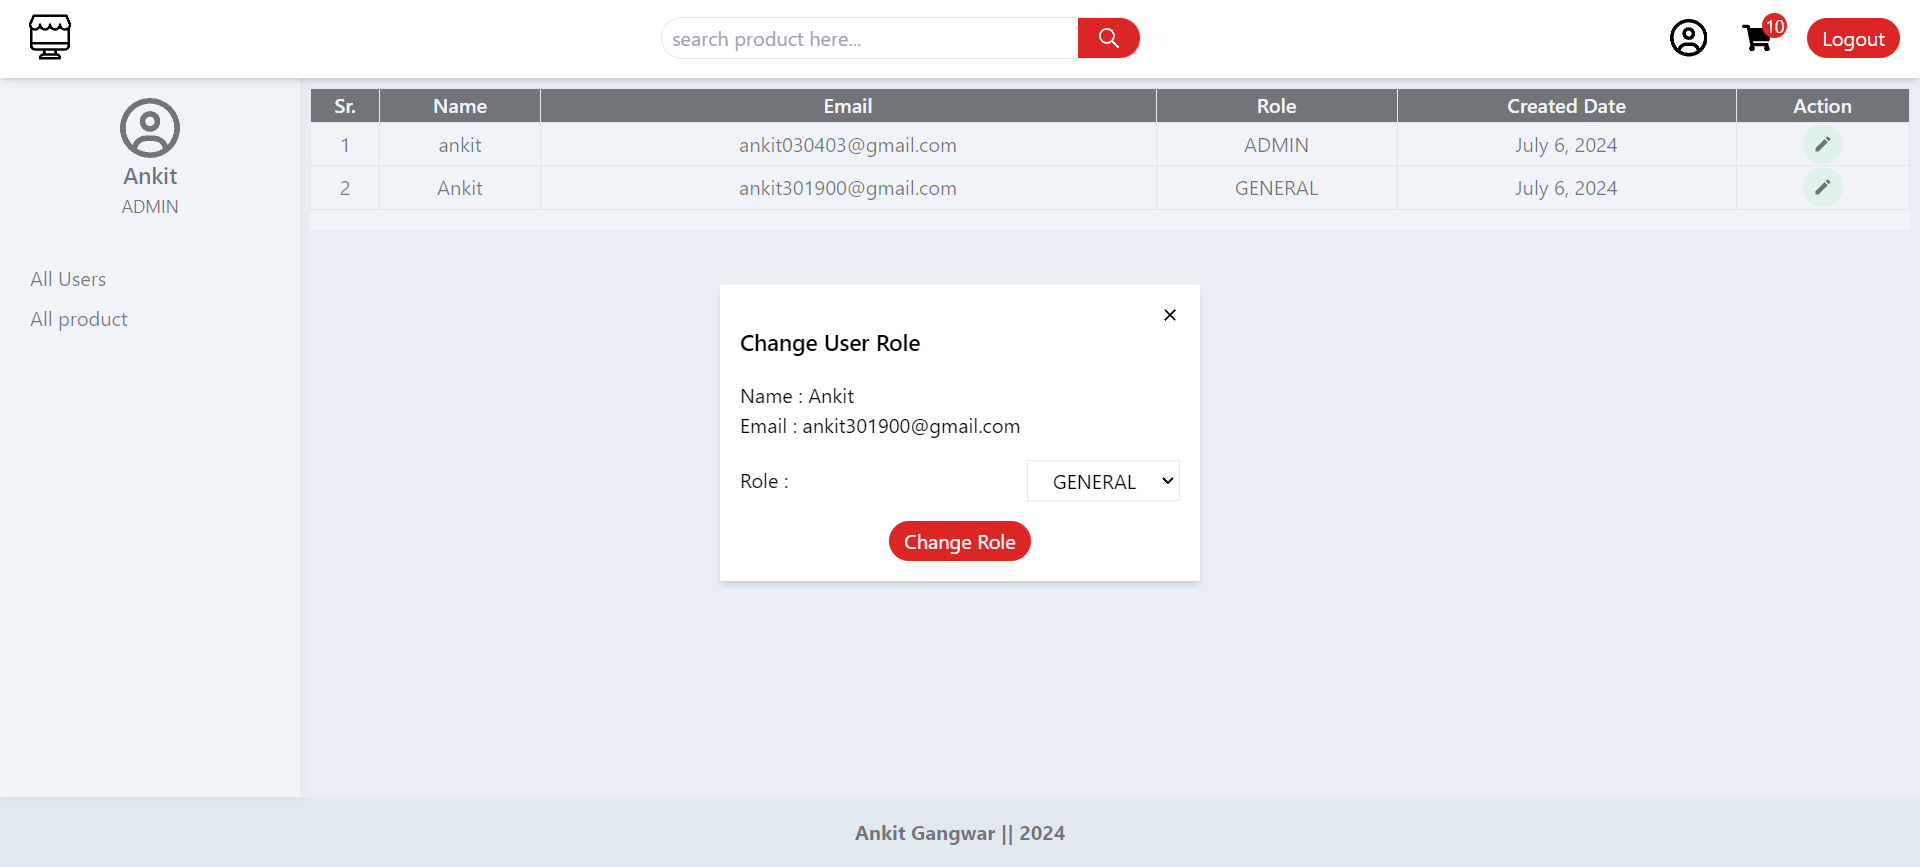 search product here...
10
Logout
Ankit
ADMIN
All Users
All product
Sr. Name Email Role Created Date Action
1 ankit ankit030403@gmail.com ADMIN July 6, 2024
2 Ankit ankit301900@gmail.com GENERAL July 6, 2024
Change User Role
Name : Ankit
Email : ankit301900@gmail.com
Role : GENERAL
Change Role
Ankit Gangwar || 2024